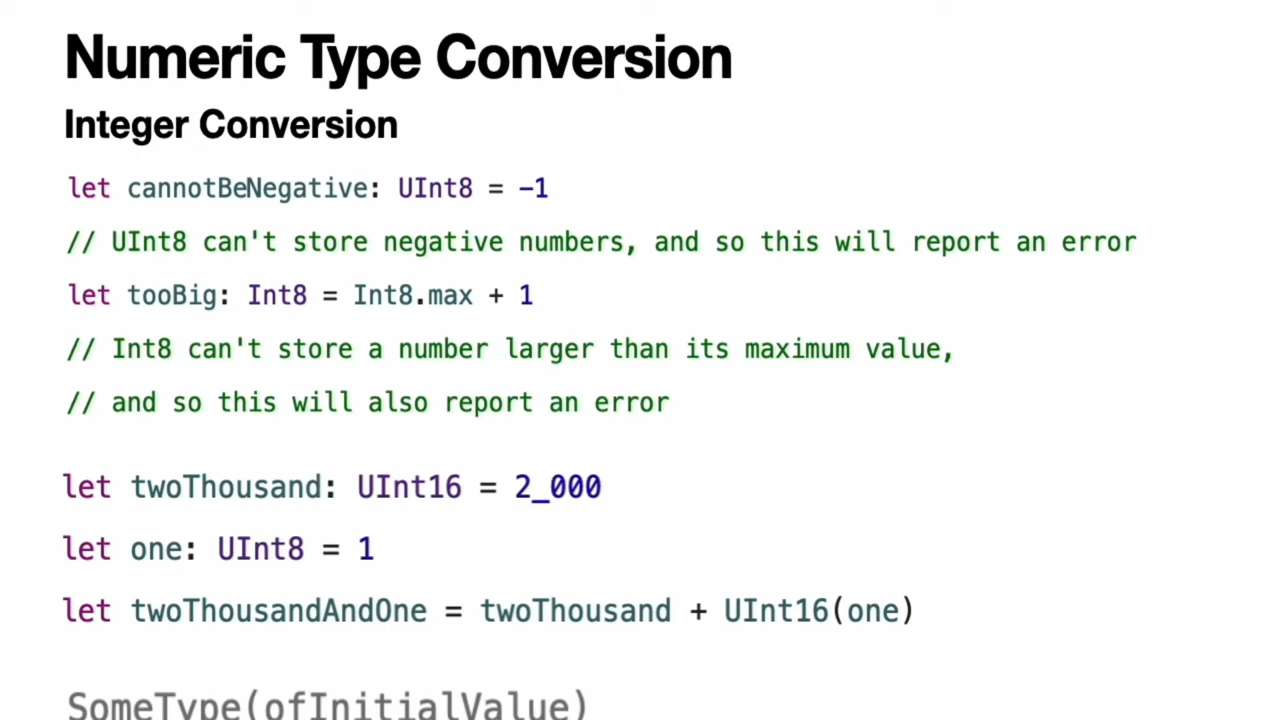 Numeric Type Conversion
Integer Conversion
let cannotBeNegative: UInt8 = -1
// UInt8 can't store negative numbers, and so this will report an error
let tooBig: Int8 = Int8.max + 1
// Int8 can't store a number larger than its maximum value,
// and so this will also report an error
let twoThousand: UInt16 = 2_000
let one: UInt8 = 1
let twoThousandAndOne = twoThousand + UInt16(one)
SomeType(ofInitialValue)